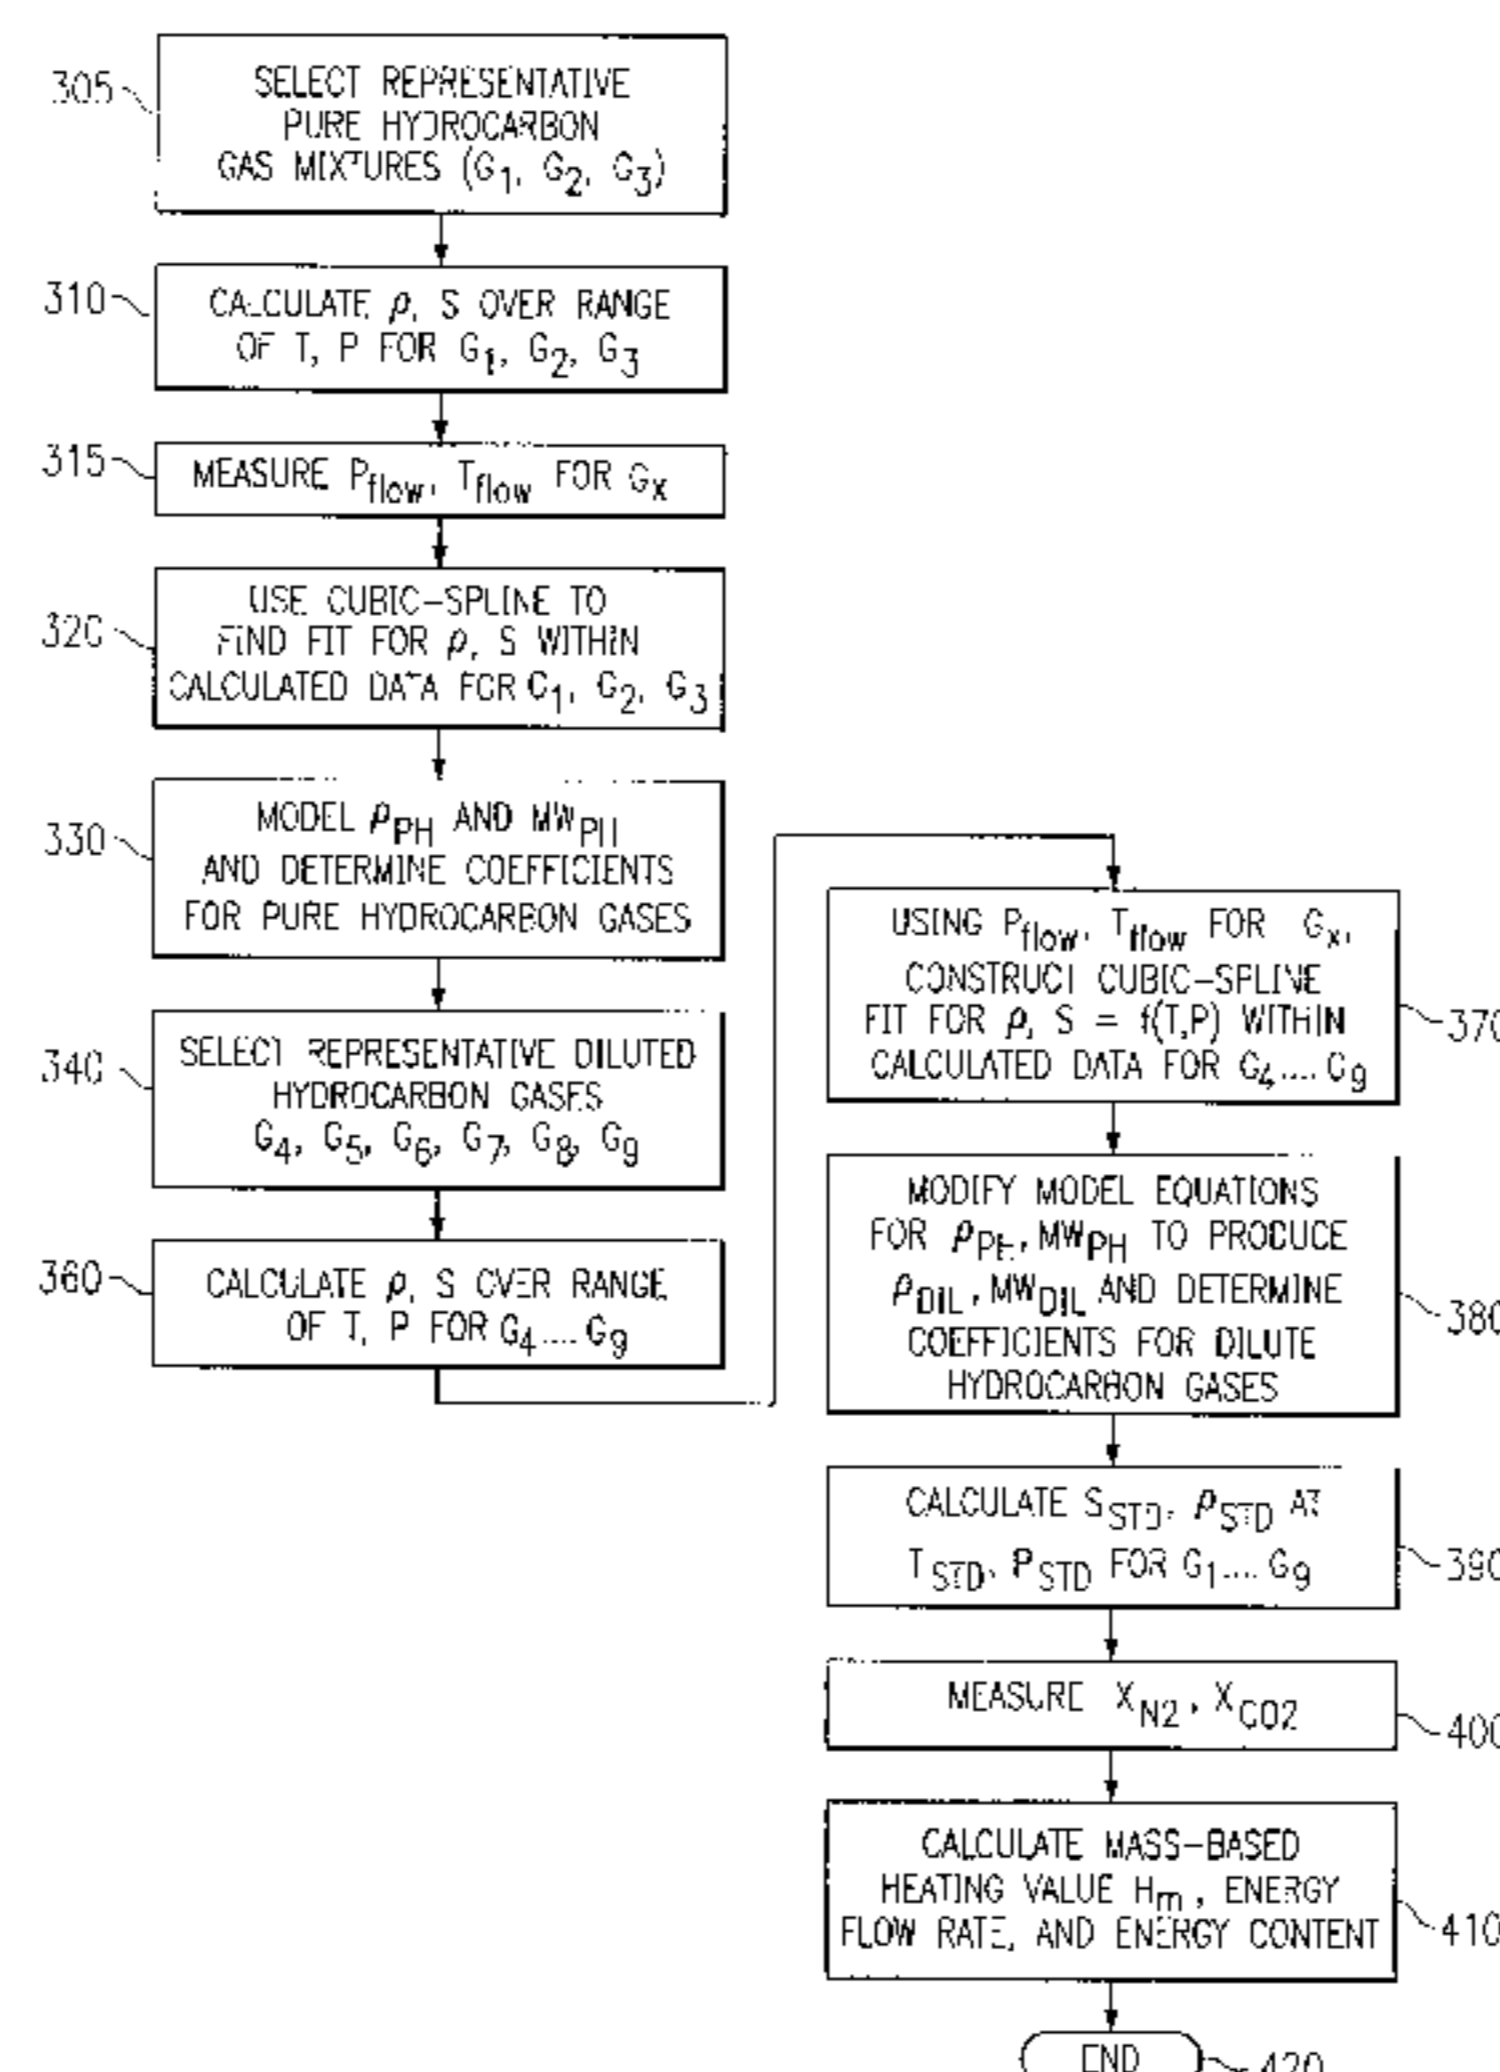 305
SELECT REPRESENTATIVE
PURE HYDROCARBON
GAS MIXTURES (G1, G2, G3)
310
CALCULATE ρ, S OVER RANGE
OF T, P FOR G1, G2, G3
315
MEASURE Pflow, Tflow FOR Gx
320
USE CUBIC-SPLINE TO
FIND FIT FOR ρ, S WITHIN
CALCULATED DATA FOR G1, G2, G3
330
MODEL ρPH AND MWPH
AND DETERMINE COEFFICIENTS
FOR PURE HYDROCARBON GASES
340
SELECT REPRESENTATIVE DILUTED
HYDROCARBON GASES
G4, G5, G6, G7, G8, G9
360
CALCULATE ρ, S OVER RANGE
OF T, P FOR G4.... G9
USING Pflow, Tflow FOR Gx,
CONSTRUCT CUBIC-SPLINE
FIT FOR ρ, S = f(T,P) WITHIN
CALCULATED DATA FOR G4.... G9
370
MODIFY MODEL EQUATIONS
FOR ρPH, MWPH TO PRODUCE
ρDIL, MWDIL AND DETERMINE
COEFFICIENTS FOR DILUTE
HYDROCARBON GASES
380
CALCULATE SSTD, ρSTD AT
TSTD, PSTD FOR G1.... G9
390
MEASURE XN2, XCO2
400
CALCULATE MASS-BASED
HEATING VALUE Hm, ENERGY
FLOW RATE, AND ENERGY CONTENT
410
END
420